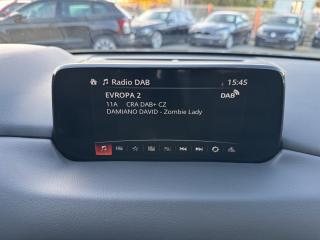 Radio DAB 15:45
EVROPA 2 DAB
11A CRA DAB+ CZ
DAMIANO DAVID - Zombie Lady